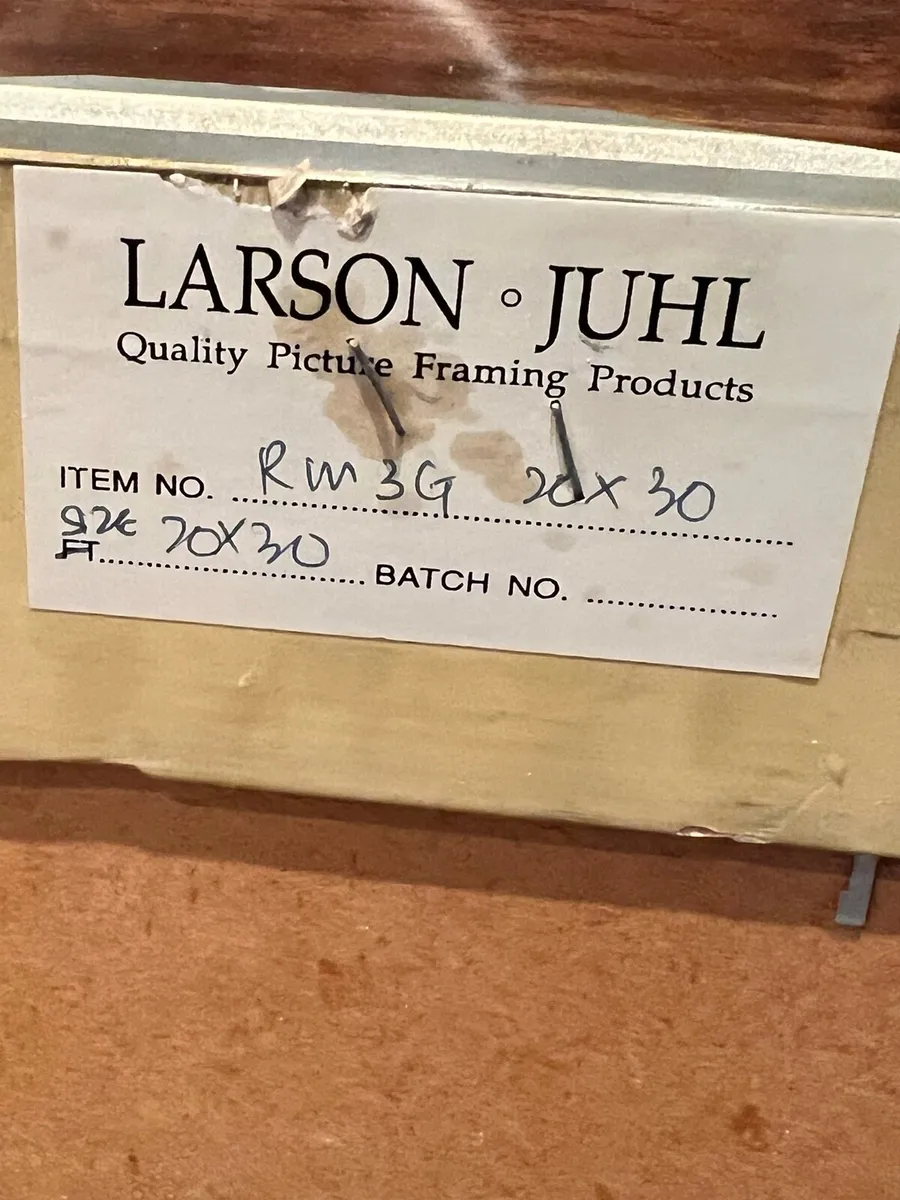 LARSON ° JUHL
Quality Picture Framing Products
ITEM NO. RM3G 20X30
SIZE 20X30
FT. BATCH NO.